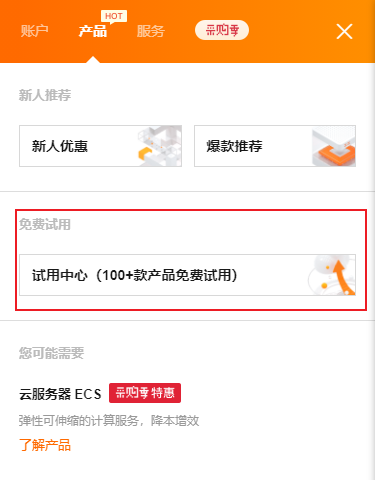 HOT
账户 产品 服务 采购季
新人推荐
新人优惠 爆款推荐
免费试用
试用中心（100+款产品免费试用）
您可能需要
云服务器 ECS 采购季特惠
弹性可伸缩的计算服务，降本增效
了解产品